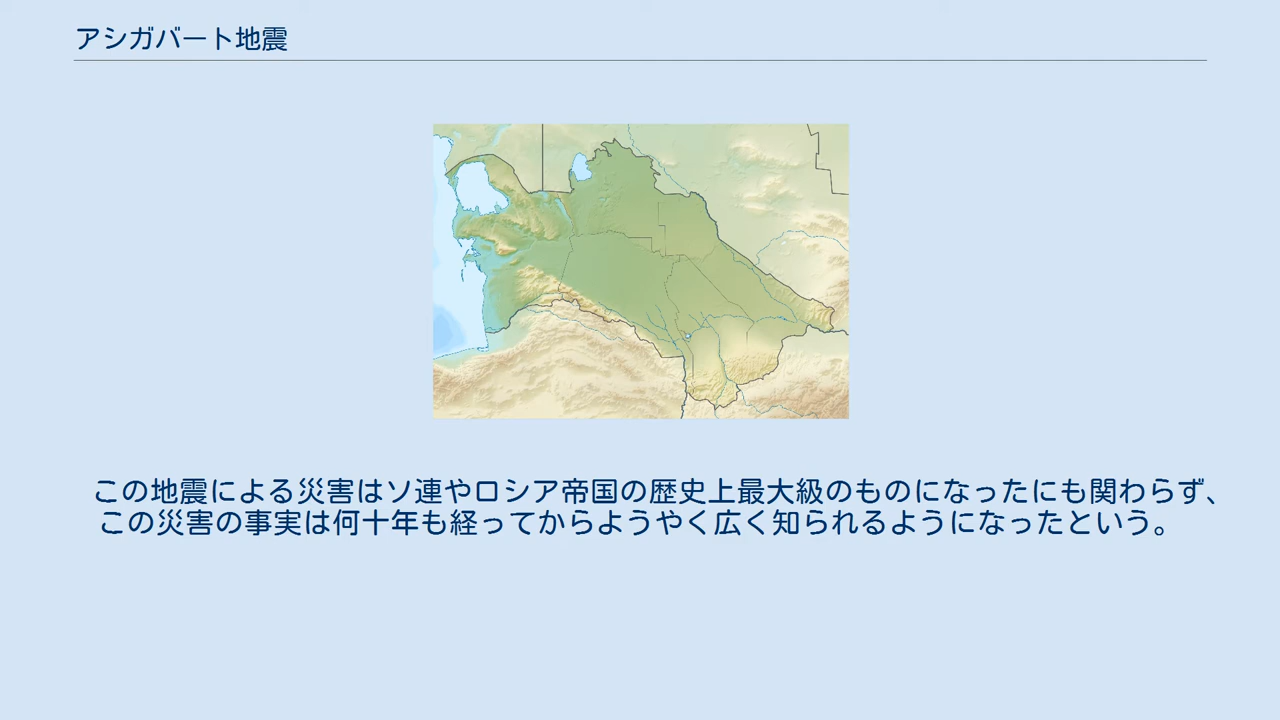 アシガバート地震
この地震による災害はソ連やロシア帝国の歴史上最大級のものになったにも関わらず、
この災害の事実は何十年も経ってからようやく広く知られるようになったという。